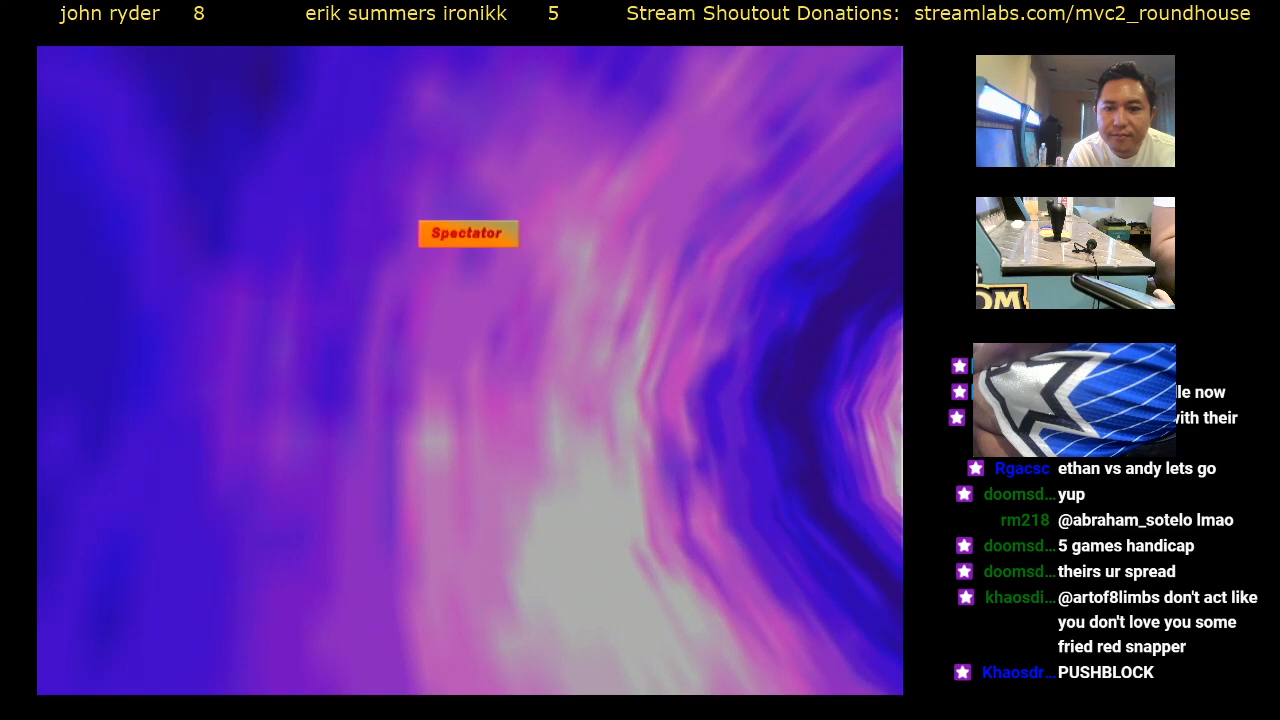 john ryder 8 erik summers ironikk 5 Stream Shoutout Donations: streamlabs.com/mvc2_roundhouse
Spectator
OM
le now
with their
Rgacsc ethan vs andy lets go
doomsd… yup
rm218 @abraham_sotelo lmao
doomsd… 5 games handicap
doomsd… theirs ur spread
khaosdi… @artof8limbs don't act like
you don't love you some
fried red snapper
Khaosdr… PUSHBLOCK